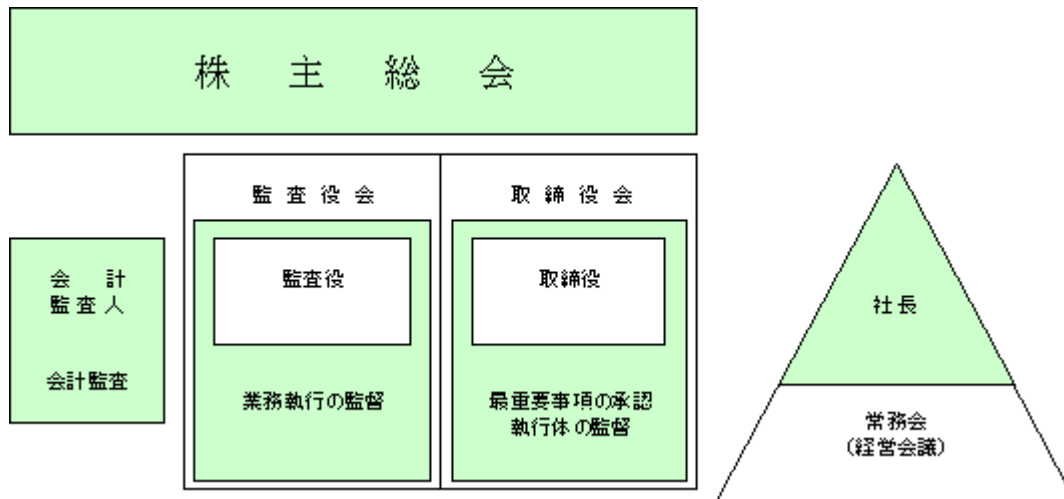 株主総会
監査役会
取締役会
監査役
取締役
業務執行の監督
最重要事項の承認
執行体の監督
会計
監査人
会計監査
社長
常務会
(経営会議)